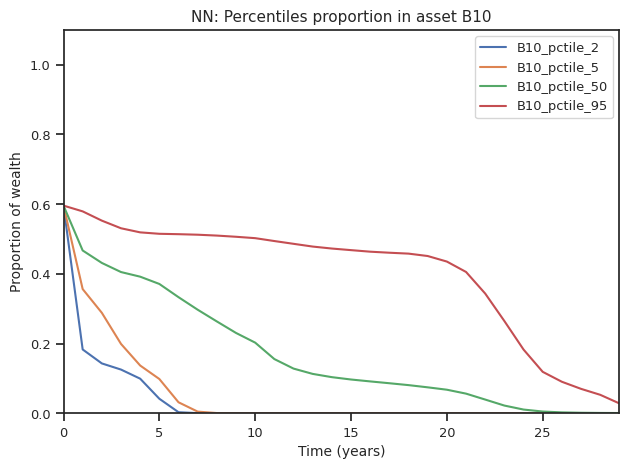 NN: Percentiles proportion in asset B10
B10_pctile_2
B10_pctile_5
B10_pctile_50
B10_pctile_95
Proportion of wealth
1.0
0.8
0.6
0.4
0.2
0.0
0 5 10 15 20 25
Time (years)